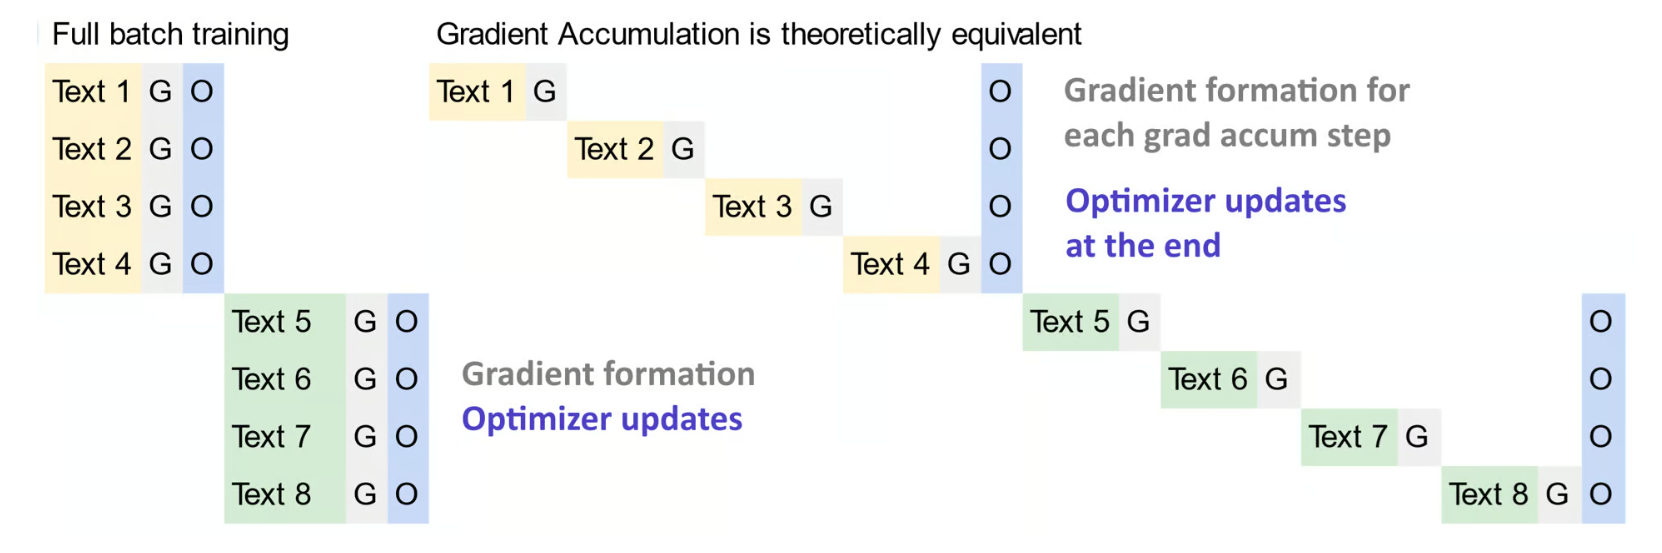 Full batch training
Text 1 G O
Text 2 G O
Text 3 G O
Text 4 G O
Text 5 G O
Text 6 G O
Text 7 G O
Text 8 G O
Gradient formation
Optimizer updates
Gradient Accumulation is theoretically equivalent
Text 1 G O
Text 2 G O
Text 3 G O
Text 4 G O
Gradient formation for
each grad accum step
Optimizer updates
at the end
Text 5 G O
Text 6 G O
Text 7 G O
Text 8 G O